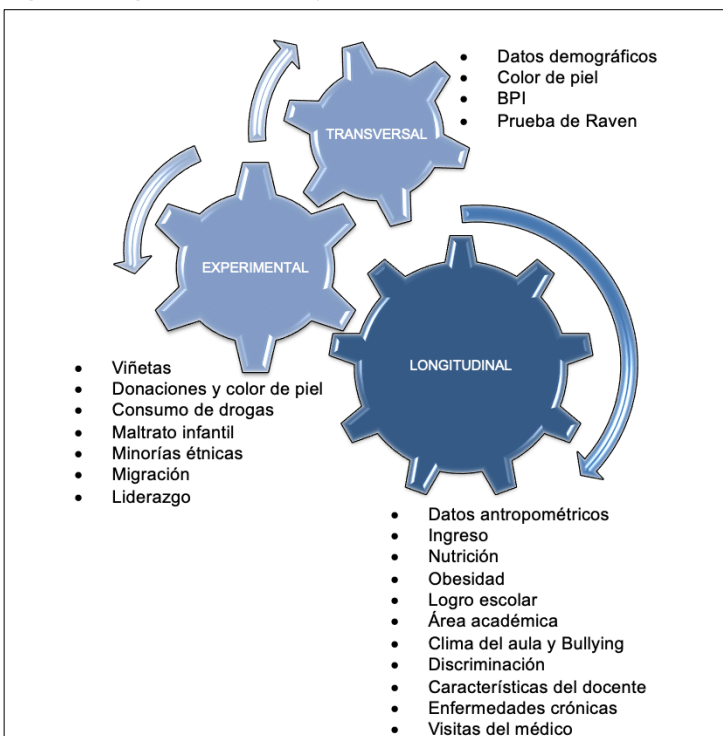 TRANSVERSAL
• Datos demográficos
• Color de piel
• BPI
• Prueba de Raven
EXPERIMENTAL
• Viñetas
• Donaciones y color de piel
• Consumo de drogas
• Maltrato infantil
• Minorías étnicas
• Migración
• Liderazgo
LONGITUDINAL
• Datos antropométricos
• Ingreso
• Nutrición
• Obesidad
• Logro escolar
• Área académica
• Clima del aula y Bullying
• Discriminación
• Características del docente
• Enfermedades crónicas
• Visitas del médico